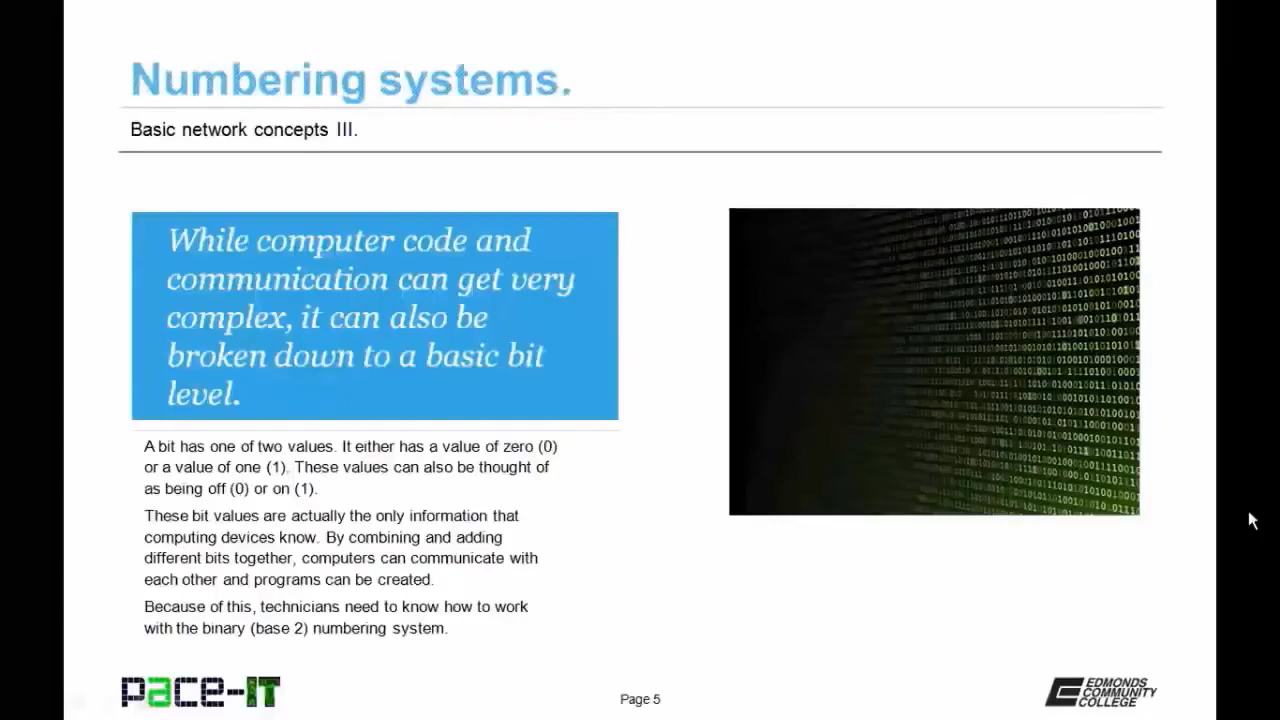 Numbering systems.
Basic network concepts III.
While computer code and
communication can get very
complex, it can also be
broken down to a basic bit
level.
A bit has one of two values. It either has a value of zero (0)
or a value of one (1). These values can also be thought of
as being off (0) or on (1).
These bit values are actually the only information that
computing devices know. By combining and adding
different bits together, computers can communicate with
each other and programs can be created.
Because of this, technicians need to know how to work
with the binary (base 2) numbering system.
pace-IT
Page 5
EDMONDS
COMMUNITY
COLLEGE